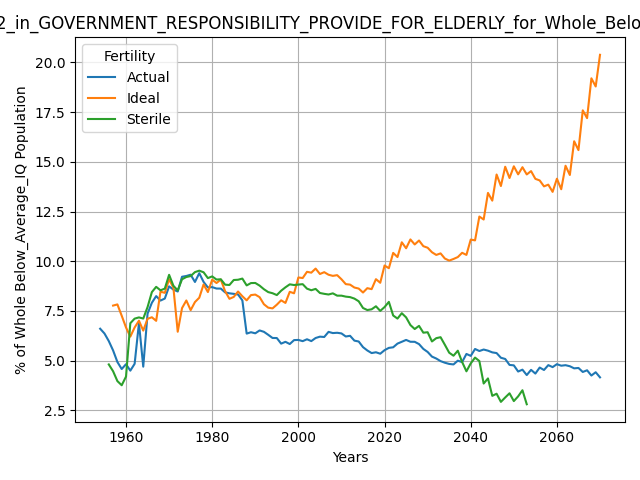 2_in_GOVERNMENT_RESPONSIBILITY_PROVIDE_FOR_ELDERLY_for_Whole_Belo
Fertility
Actual
Ideal
Sterile
% of Whole Below_Average_IQ Population
20.0
17.5
15.0
12.5
10.0
7.5
5.0
2.5
1960
1980
2000
2020
2040
2060
Years